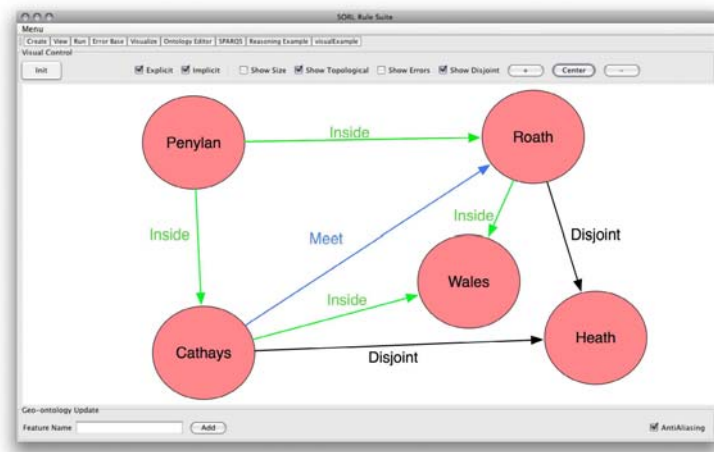 SORL Rule Suite
Menu
Create View Run Error Base Visualize Ontology Editor SPARQS Reasoning Example visualExample
Visual Control
Init Explicit Implicit Show Size Show Topological Show Errors Show Disjoint + Center -
Penylan Inside Roath
Inside Meet Inside Disjoint
Wales
Inside
Cathays Disjoint Heath
Geo-ontology Update
Feature Name Add AntiAliasing